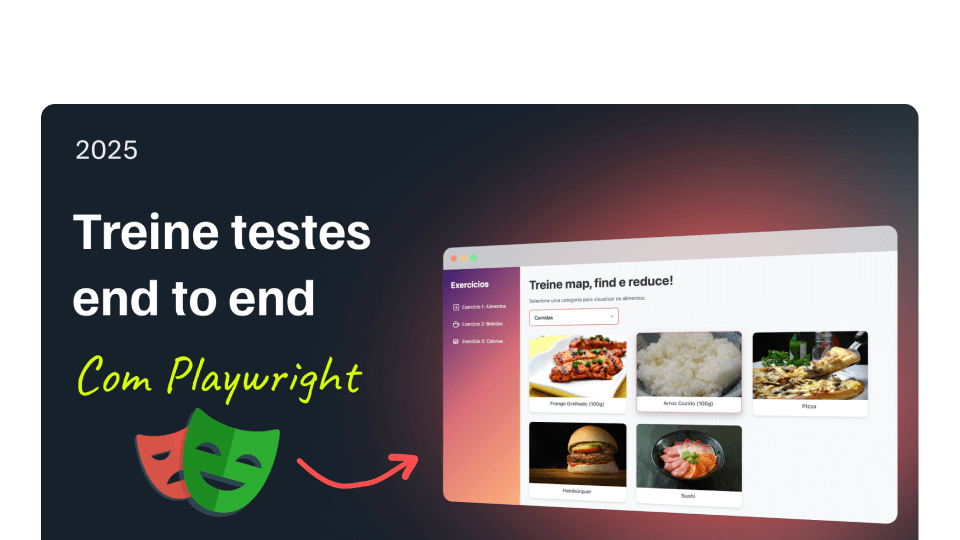 2025
Treine testes
end to end
Com Playwright
Exercícios
Exercício 1: Alimentos
Exercício 2: Bebidas
Exercício 3: Calorias
Treine map, find e reduce!
Selecione uma categoria para visualizar os alimentos.
Comidas
Frango Grelhado (100g)
Arroz Cozido (100g)
Pizza
Hambúrguer
Sushi